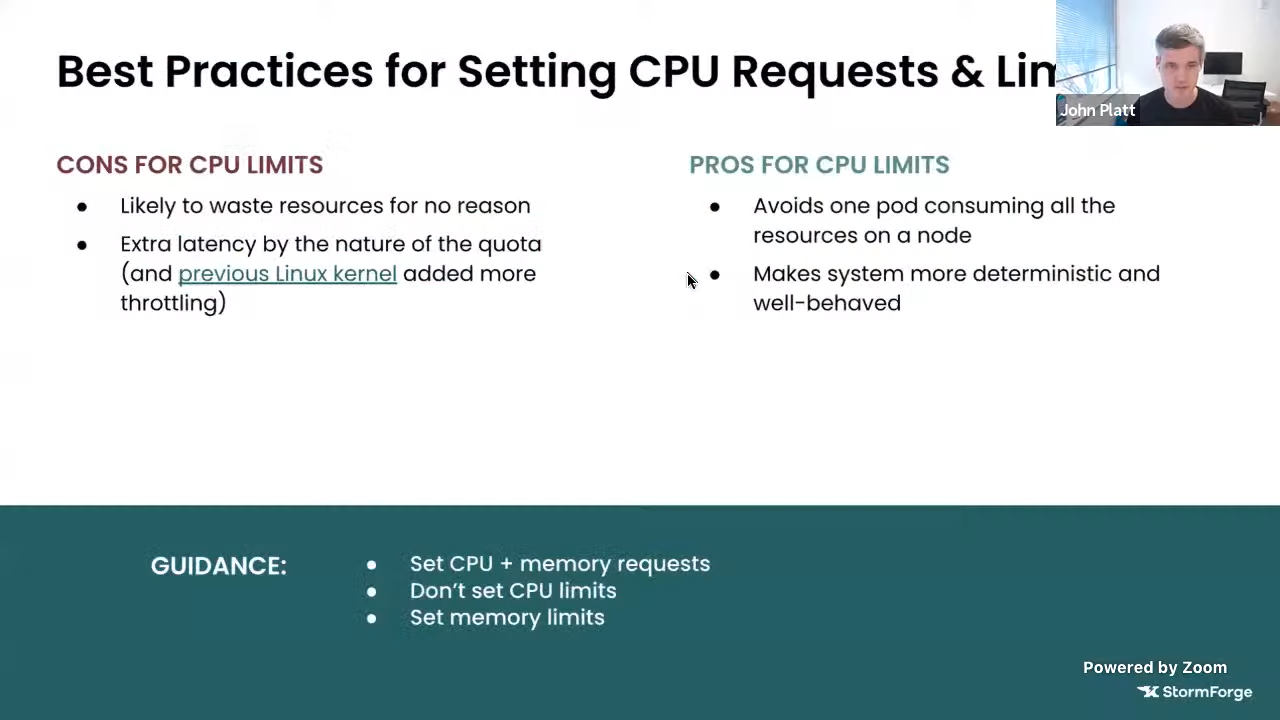 Best Practices for Setting CPU Requests & Lim
John Platt
CONS FOR CPU LIMITS
● Likely to waste resources for no reason
● Extra latency by the nature of the quota
(and previous Linux kernel added more
throttling)
PROS FOR CPU LIMITS
● Avoids one pod consuming all the
resources on a node
● Makes system more deterministic and
well-behaved
GUIDANCE:
● Set CPU + memory requests
● Don't set CPU limits
● Set memory limits
Powered by Zoom
StormForge